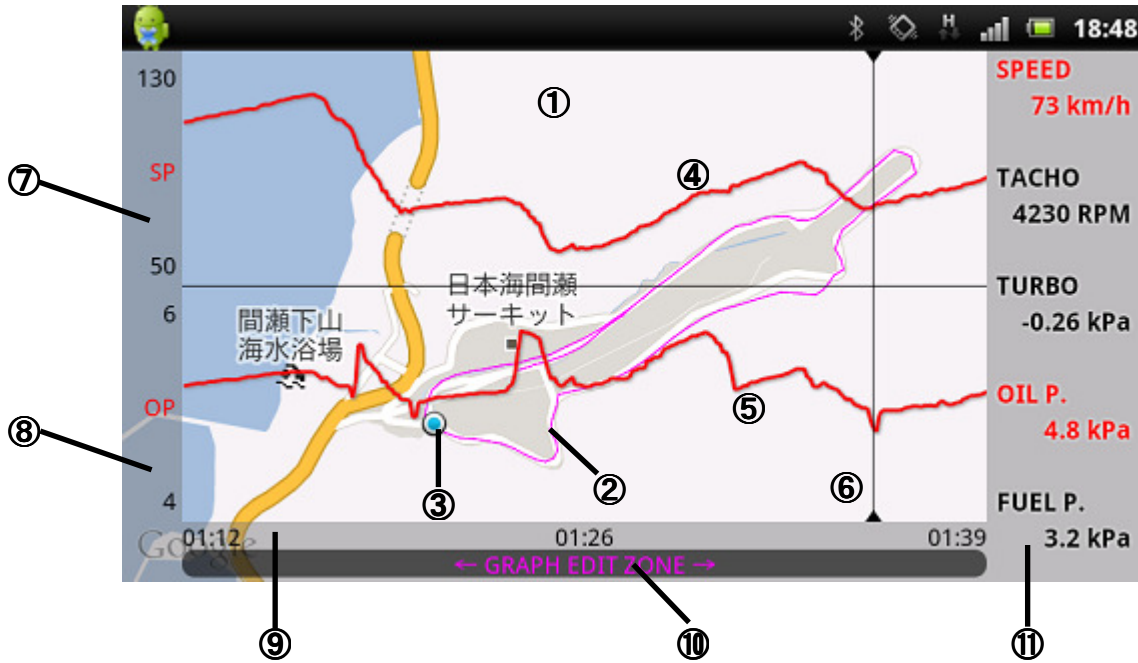 H
18:48
130
SP
50
6
OP
4
SPEED
73 km/h
TACHO
4230 RPM
TURBO
-0.26 kPa
OIL P.
4.8 kPa
FUEL P.
3.2 kPa
日本海間瀬
サーキット
間瀬下山
海水浴場
Google
01:12
01:26
01:39
← GRAPH EDIT ZONE →
①
②
③
④
⑤
⑥
⑦
⑧
⑨
⑩
⑪